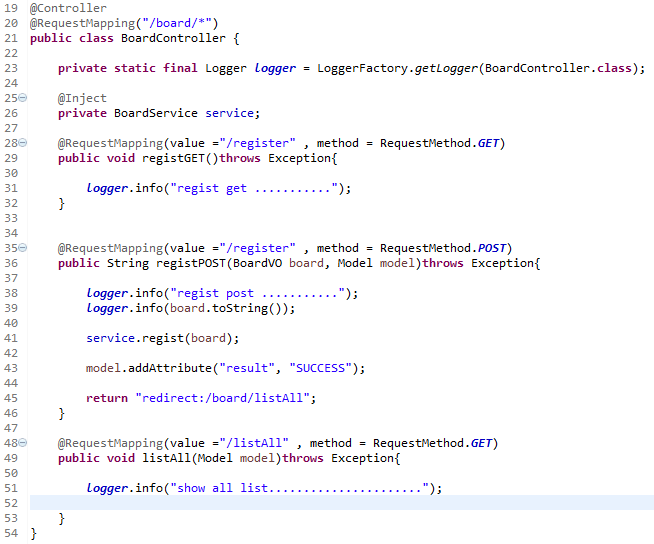 19 @Controller
20 @RequestMapping("/board/*")
21 public class BoardController {
22
23     private static final Logger logger = LoggerFactory.getLogger(BoardController.class);
24
25     @Inject
26     private BoardService service;
27
28     @RequestMapping(value ="/register" , method = RequestMethod.GET)
29     public void registGET()throws Exception{
30
31         logger.info("regist get ...........");
32     }
33
34
35     @RequestMapping(value ="/register" , method = RequestMethod.POST)
36     public String registPOST(BoardVO board, Model model)throws Exception{
37
38         logger.info("regist post ...........");
39         logger.info(board.toString());
40
41         service.regist(board);
42
43         model.addAttribute("result", "SUCCESS");
44
45         return "redirect:/board/listAll";
46     }
47
48     @RequestMapping(value ="/listAll" , method = RequestMethod.GET)
49     public void listAll(Model model)throws Exception{
50
51         logger.info("show all list......................");
52
53     }
54 }